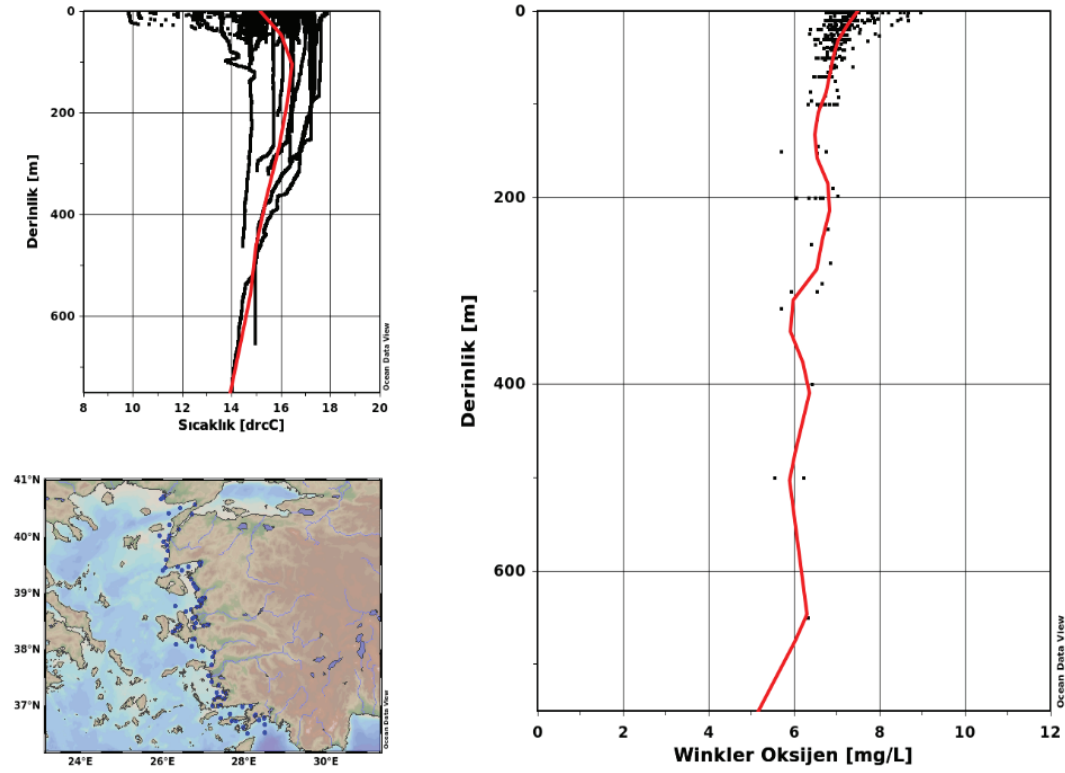 0
200
400
600
Derinlik [m]
8
10
12
14
16
18
20
Sıcaklık [drcC]
Ocean Data View
0
200
400
600
Derinlik [m]
0
2
4
6
8
10
12
Winkler Oksijen [mg/L]
Ocean Data View
41°N
40°N
39°N
38°N
37°N
24°E
26°E
28°E
30°E
Ocean Data View